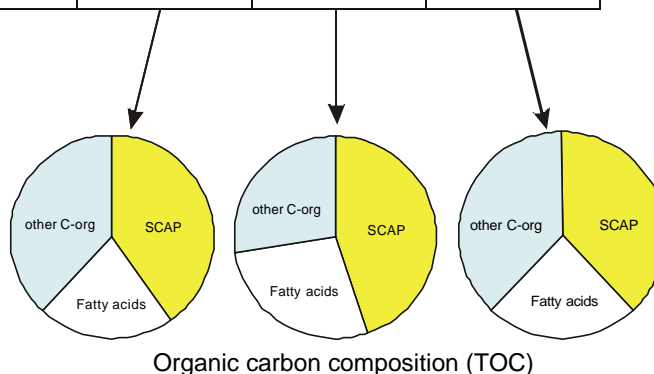 other C-org
SCAP
Fatty acids
other C-org
SCAP
Fatty acids
other C-org
SCAP
Fatty acids
Organic carbon composition (TOC)